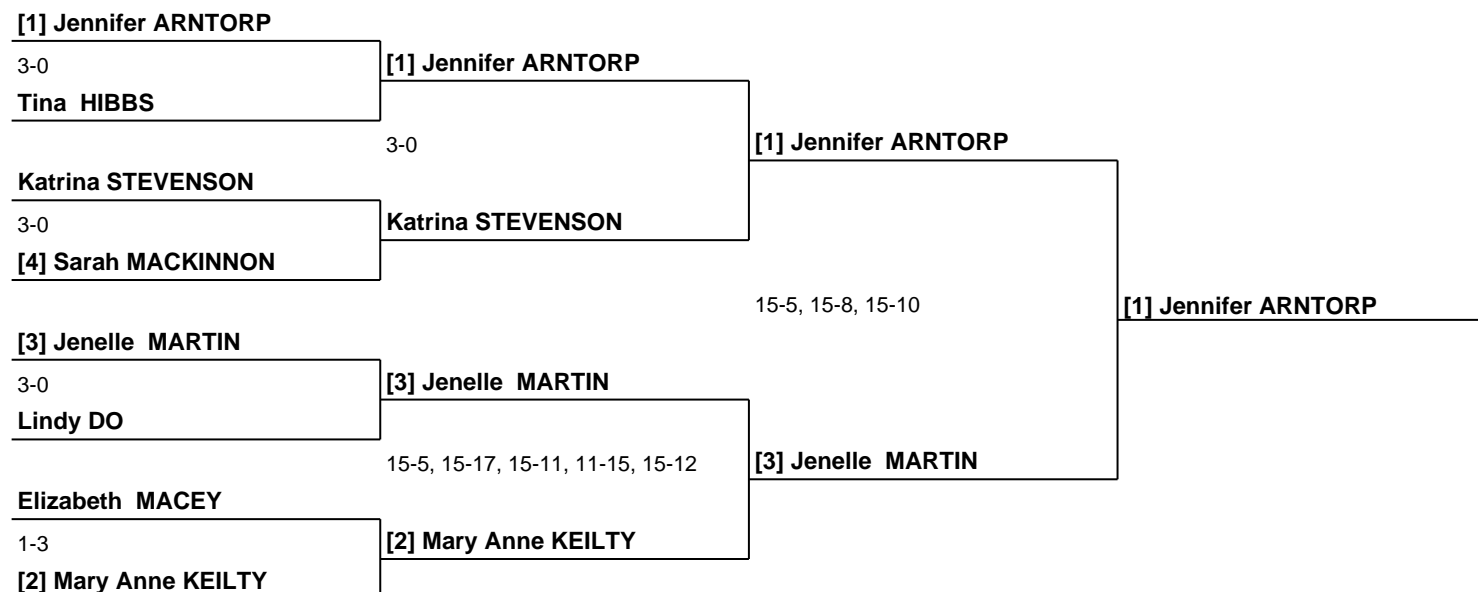 [1] Jennifer ARNTORP
3-0
[1] Jennifer ARNTORP
Tina  HIBBS
3-0
[1] Jennifer ARNTORP
Katrina STEVENSON
3-0
Katrina STEVENSON
[4] Sarah MACKINNON
15-5, 15-8, 15-10
[1] Jennifer ARNTORP
[3] Jenelle  MARTIN
3-0
[3] Jenelle  MARTIN
Lindy DO
15-5, 15-17, 15-11, 11-15, 15-12
[3] Jenelle  MARTIN
Elizabeth  MACEY
1-3
[2] Mary Anne KEILTY
[2] Mary Anne KEILTY